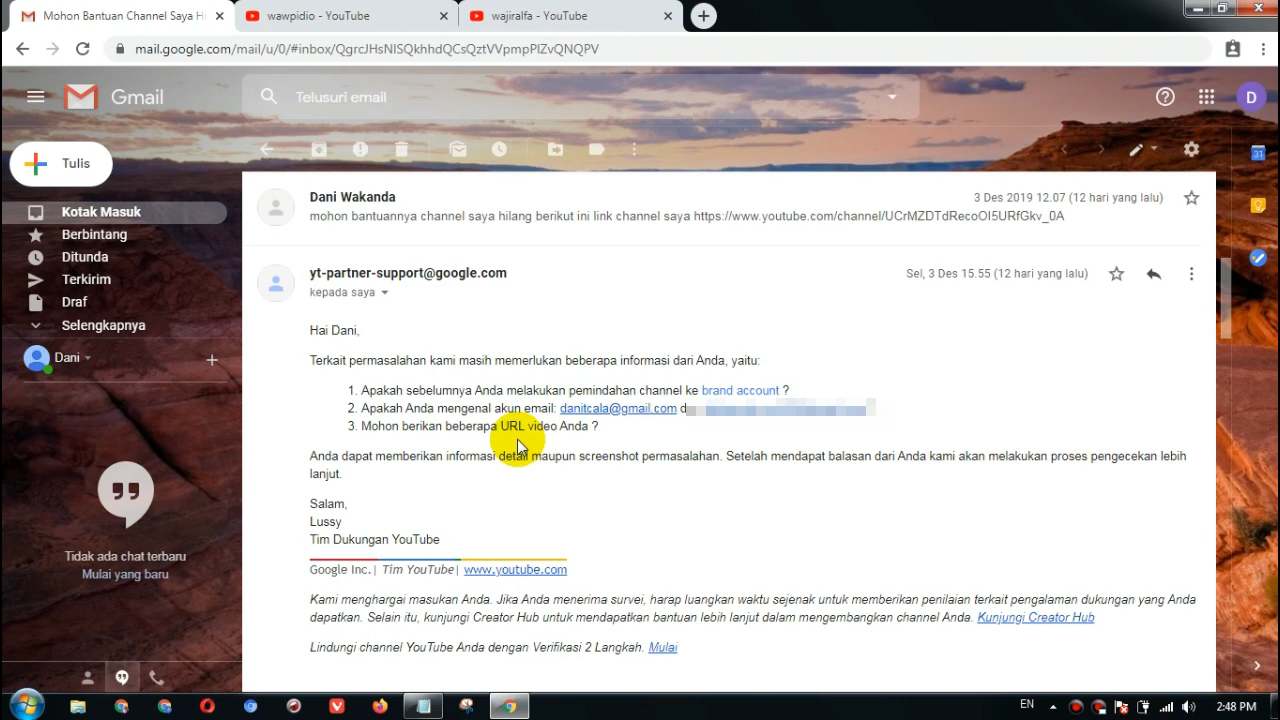 Mohon Bantuan Channel Saya Hi
wawpidio - YouTube
wajiralfa - YouTube
mail.google.com/mail/u/0/#inbox/QgrcJHsNlSQkhhdQCsQztVVpmpPlZvQNQPV
Gmail
Telusuri email
D
Tulis
31
Kotak Masuk
Berbintang
Ditunda
Terkirim
Draf
Selengkapnya
Dani
Tidak ada chat terbaru
Mulai yang baru
Dani Wakanda
3 Des 2019 12.07 (12 hari yang lalu)
mohon bantuannya channel saya hilang berikut ini link channel saya https://www.youtube.com/channel/UCrMZDTdRecoOI5URfGkv_0A
yt-partner-support@google.com
Sel, 3 Des 15.55 (12 hari yang lalu)
kepada saya
Hai Dani,
Terkait permasalahan kami masih memerlukan beberapa informasi dari Anda, yaitu:
1. Apakah sebelumnya Anda melakukan pemindahan channel ke brand account ?
2. Apakah Anda mengenal akun email: danitcala@gmail.com d
3. Mohon berikan beberapa URL video Anda ?
Anda dapat memberikan informasi detail maupun screenshot permasalahan. Setelah mendapat balasan dari Anda kami akan melakukan proses pengecekan lebih
lanjut.
Salam,
Lussy
Tim Dukungan YouTube
Google Inc.| Tim YouTube| www.youtube.com
Kami menghargai masukan Anda. Jika Anda menerima survei, harap luangkan waktu sejenak untuk memberikan penilaian terkait pengalaman dukungan yang Anda
dapatkan. Selain itu, kunjungi Creator Hub untuk mendapatkan bantuan lebih lanjut dalam mengembangkan channel Anda. Kunjungi Creator Hub
Lindungi channel YouTube Anda dengan Verifikasi 2 Langkah. Mulai
EN
2:48 PM